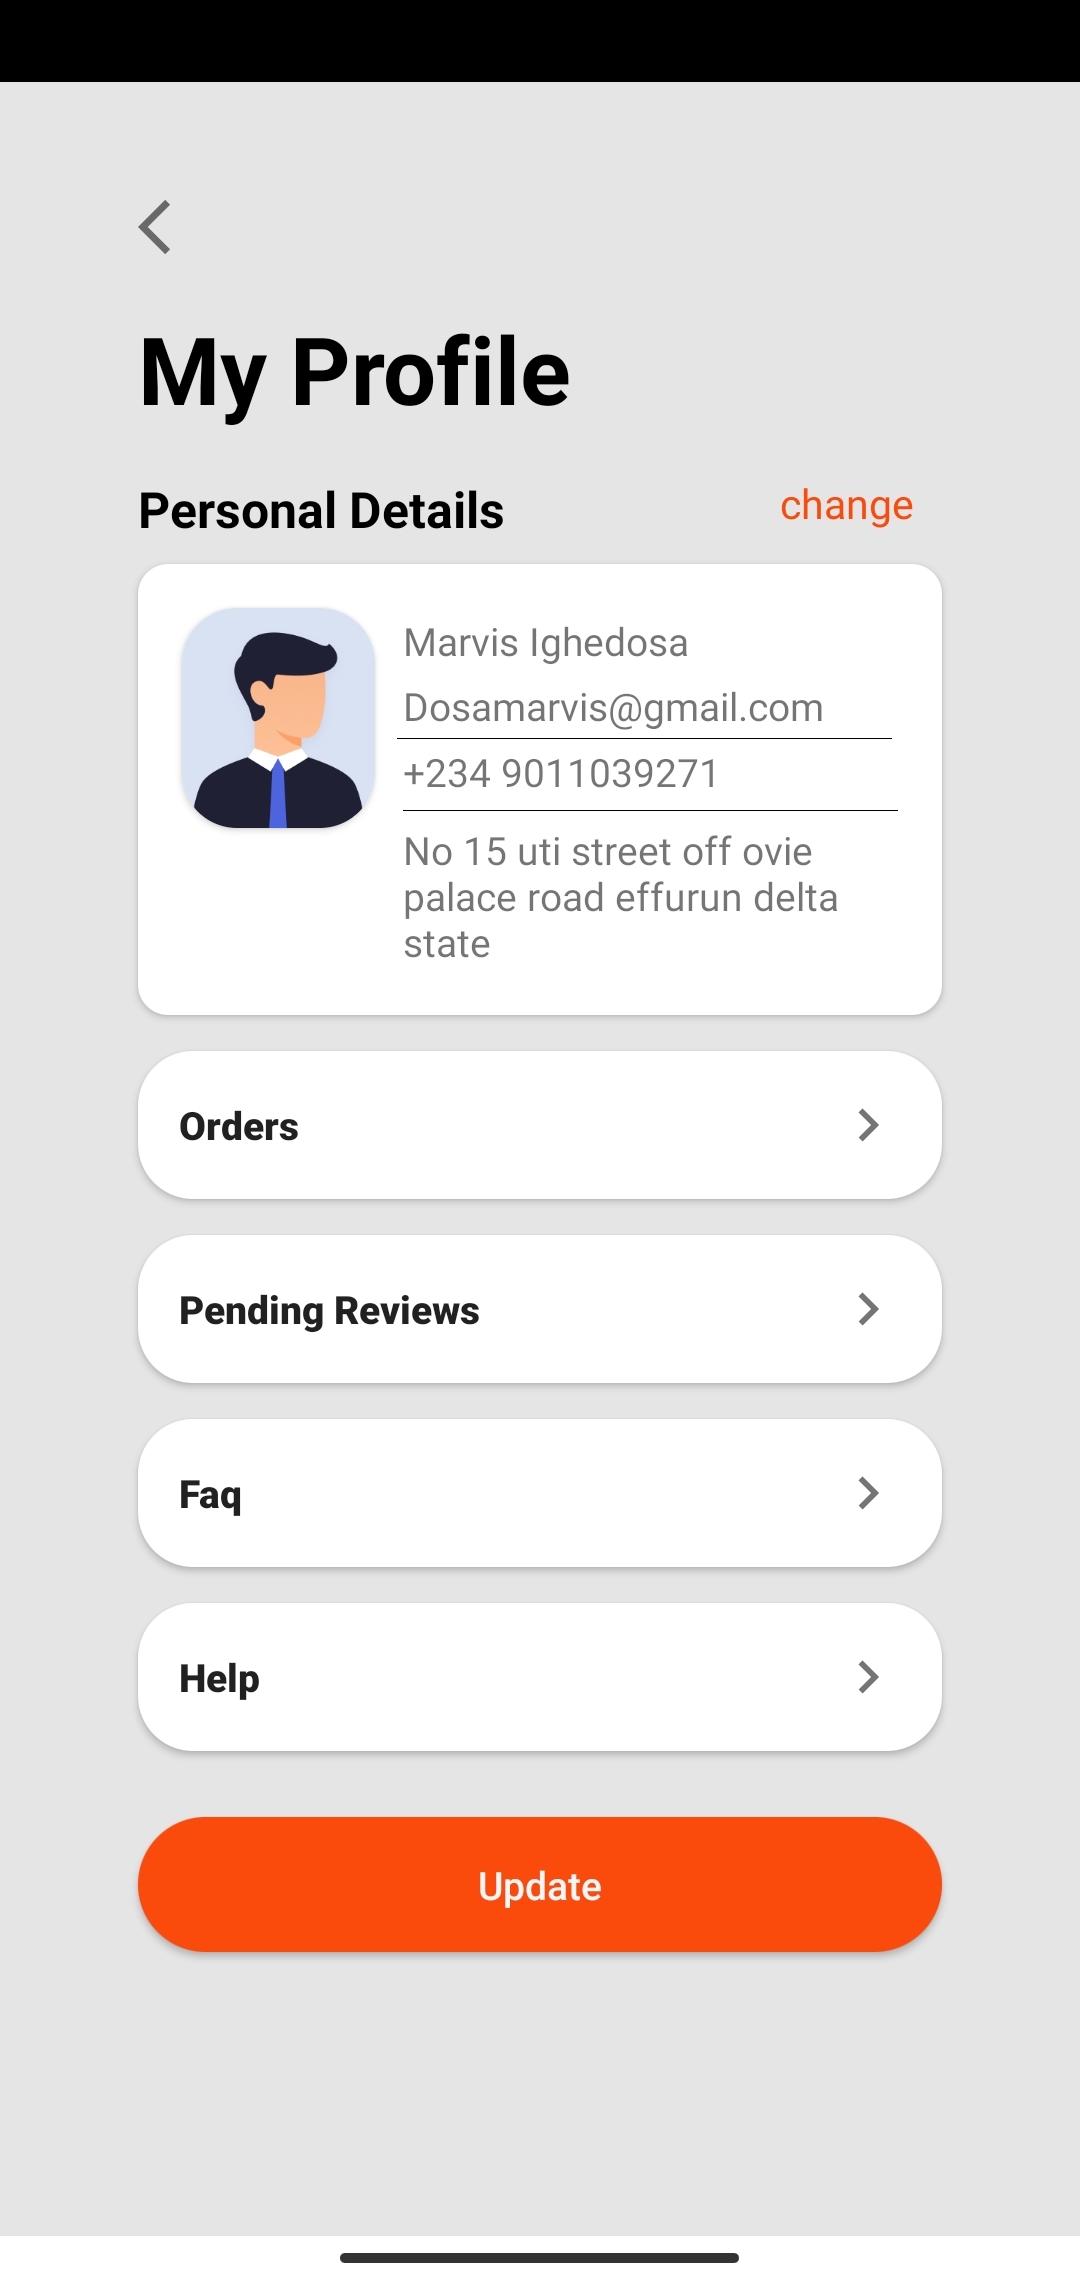 My Profile
Personal Details
change
Marvis Ighedosa
Dosamarvis@gmail.com
+234 9011039271
No 15 uti street off ovie
palace road effurun delta
state
Orders
Pending Reviews
Faq
Help
Update